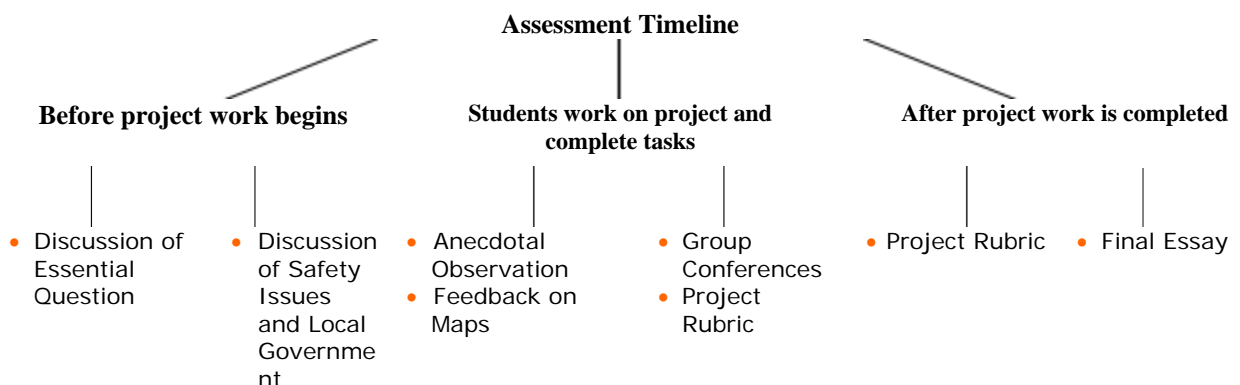 Assessment Timeline
Before project work begins
Students work on project and
complete tasks
After project work is completed
• Discussion of
Essential
Question
• Discussion
of Safety
Issues
and Local
Governme
nt
• Anecdotal
Observation
• Feedback on
Maps
• Group
Conferences
• Project
Rubric
• Project Rubric
• Final Essay